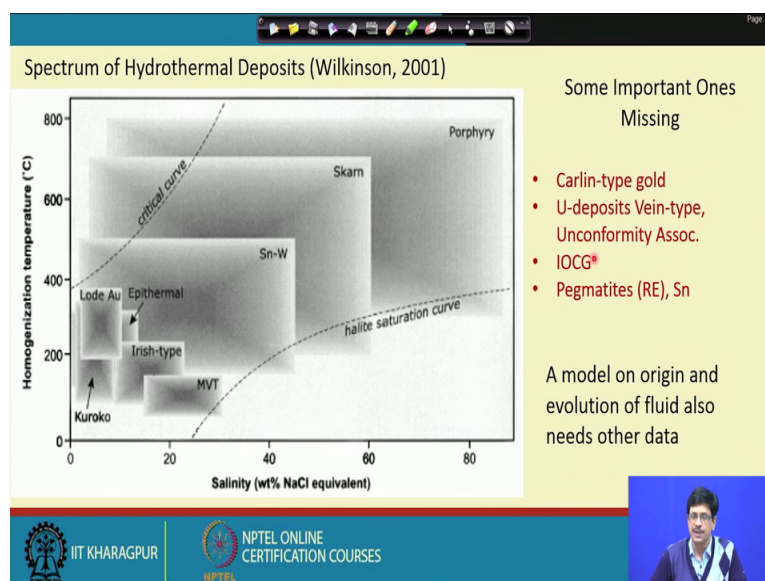 Page:
Spectrum of Hydrothermal Deposits (Wilkinson, 2001)
800
600
400
200
0
Homogenization temperature (°C)
critical curve
Porphyry
Skarn
Sn-W
Lode Au
Epithermal
halite saturation curve
Irish-type
MVT
Kuroko
0
20
40
60
80
Salinity (wt% NaCl equivalent)
Some Important Ones
Missing
• Carlin-type gold
• U-deposits Vein-type,
Unconformity Assoc.
• IOCG
• Pegmatites (RE), Sn
A model on origin and
evolution of fluid also
needs other data
IIT KHARAGPUR
NPTEL
NPTEL ONLINE
CERTIFICATION COURSES